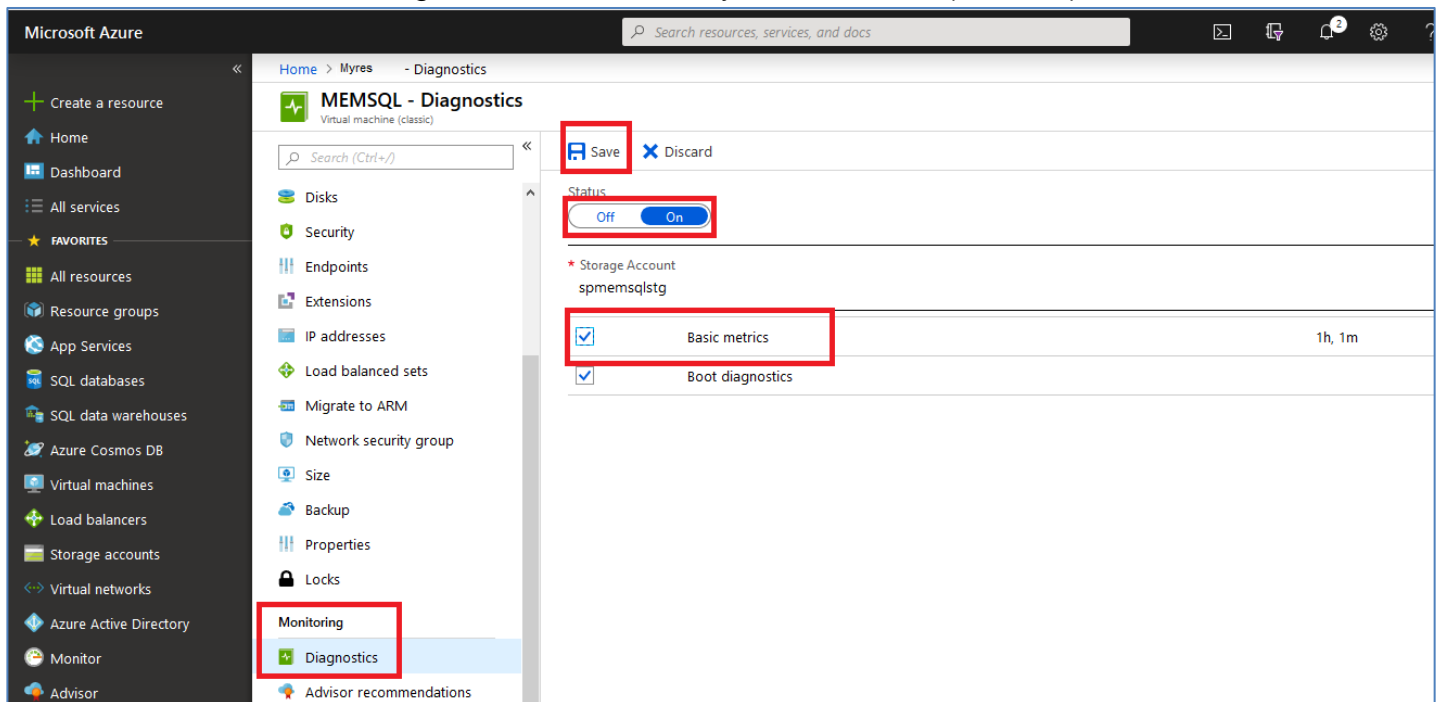 Microsoft Azure
Search resources, services, and docs
2
?
«
Create a resource
Home
Dashboard
All services
FAVORITES
All resources
Resource groups
App Services
SQL databases
SQL data warehouses
Azure Cosmos DB
Virtual machines
Load balancers
Storage accounts
Virtual networks
Azure Active Directory
Monitor
Advisor
Home > Myres - Diagnostics
MEMSQL - Diagnostics
Virtual machine (classic)
Search (Ctrl+/)
«
Disks
Security
Endpoints
Extensions
IP addresses
Load balanced sets
Migrate to ARM
Network security group
Size
Backup
Properties
Locks
Monitoring
Diagnostics
Advisor recommendations
Save Discard
Status
Off On
* Storage Account
spmemsqlstg
Basic metrics 1h, 1m
Boot diagnostics